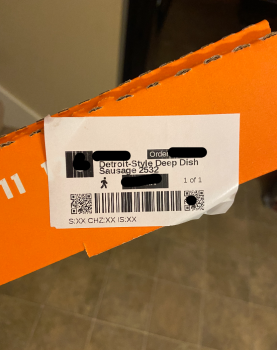 Order
Detroit-Style Deep Dish
Sausage 2532
1 of 1
S:XX CHZ:XX IS:XX